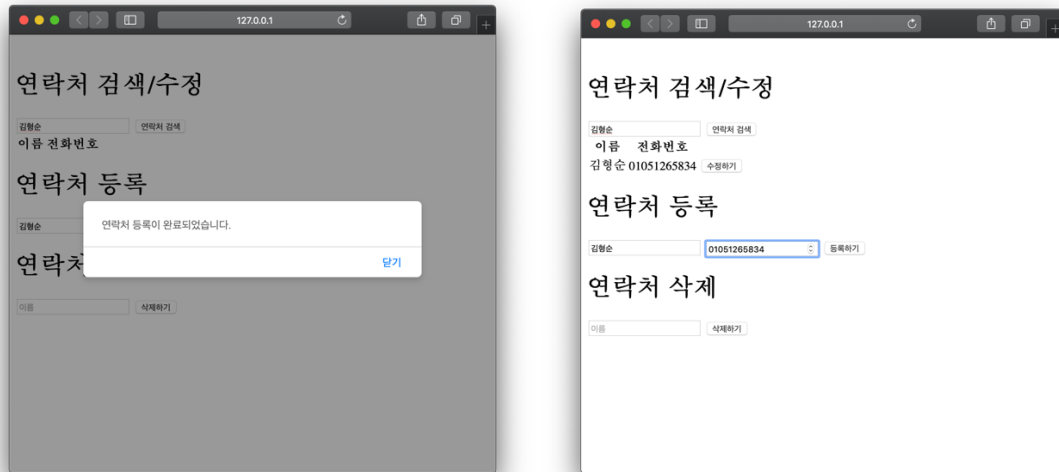 127.0.0.1
연락처 검색/수정
김형순 연락처 검색
이름 전화번호
연락처 등록
김형순
연락처 등록이 완료되었습니다.
닫기
연락처
이름 삭제하기
127.0.0.1
연락처 검색/수정
김형순 연락처 검색
이름 전화번호
김형순 01051265834 수정하기
연락처 등록
김형순 01051265834 등록하기
연락처 삭제
이름 삭제하기